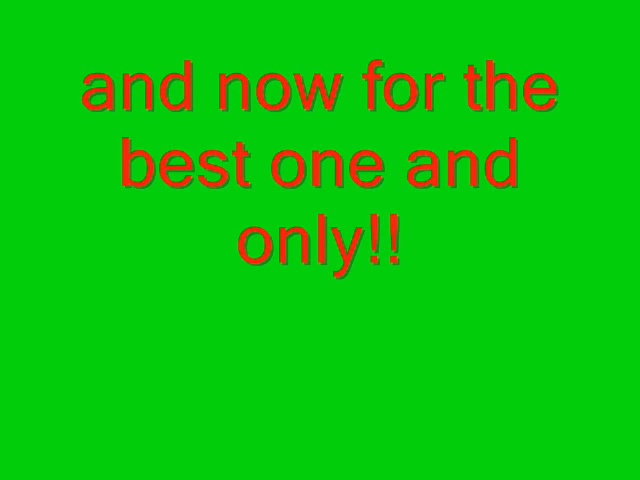 and now for the
best one and
only!!